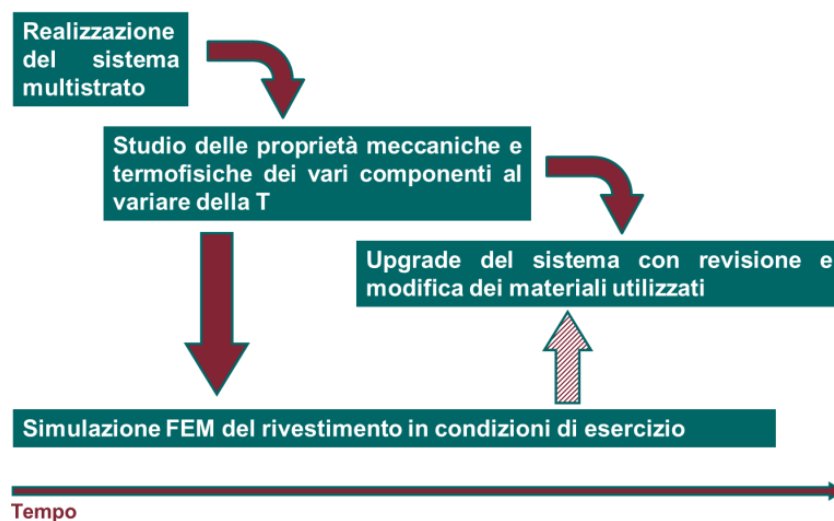 Realizzazione
del sistema
multistrato
Studio delle proprietà meccaniche e
termofisiche dei vari componenti al
variare della T
Upgrade del sistema con revisione e
modifica dei materiali utilizzati
Simulazione FEM del rivestimento in condizioni di esercizio
Tempo